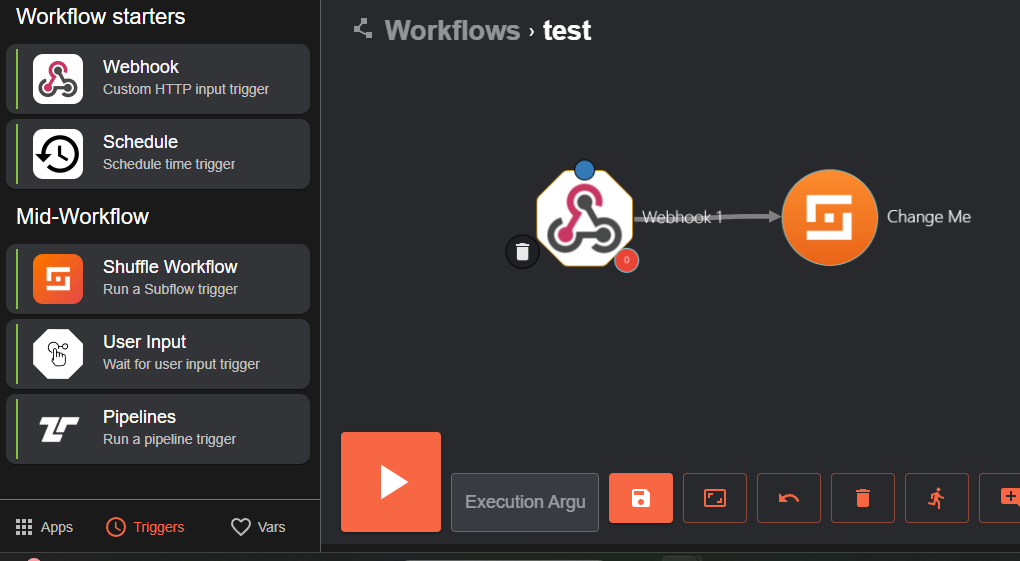 Workflow starters
Webhook
Custom HTTP input trigger
Schedule
Schedule time trigger
Mid-Workflow
Shuffle Workflow
Run a Subflow trigger
User Input
Wait for user input trigger
Pipelines
Run a pipeline trigger
Apps
Triggers
Vars
Workflows › test
Webhook 1
0
Change Me
Execution Argu